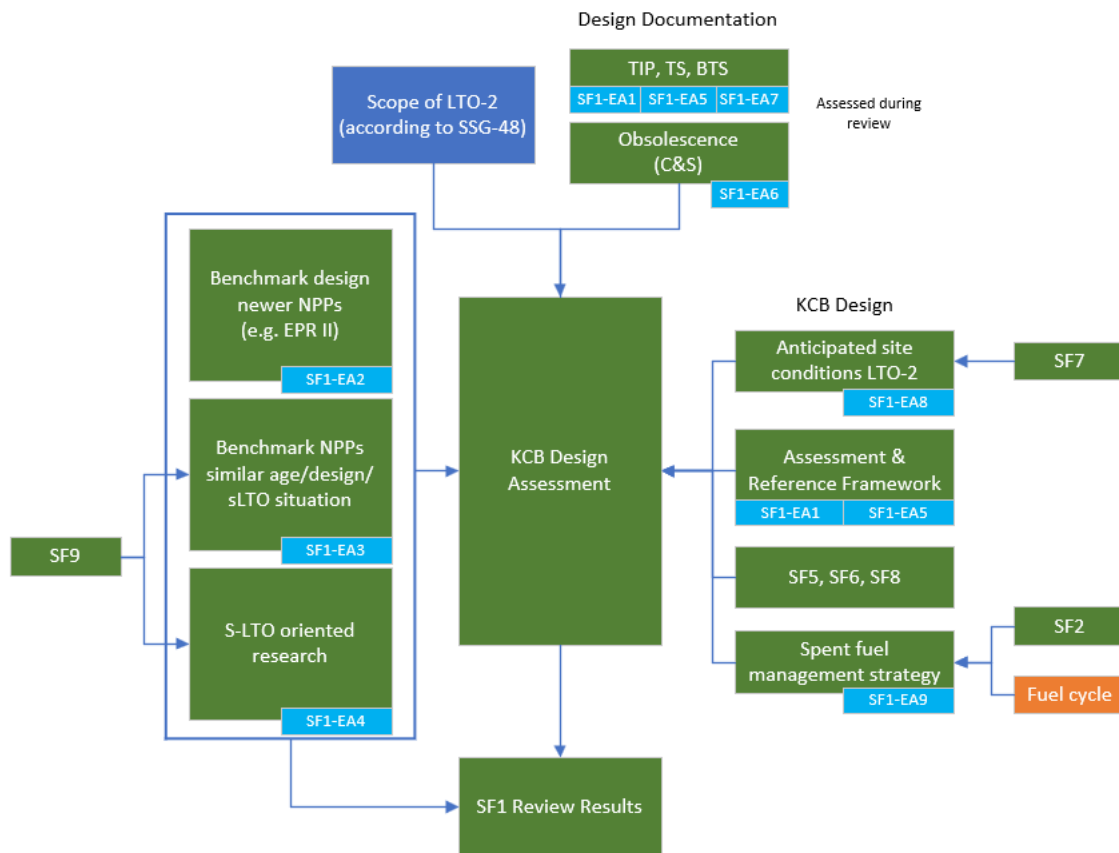 Design Documentation
TIP, TS, BTS
SF1-EA1 SF1-EA5 SF1-EA7
Assessed during
review
Scope of LTO-2
(according to SSG-48)
Obsolescence
(C&S)
SF1-EA6
Benchmark design
newer NPPs
(e.g. EPR II)
SF1-EA2
Benchmark NPPs
similar age/design/
sLTO situation
SF1-EA3
SF9
S-LTO oriented
research
SF1-EA4
KCB Design
Assessment
KCB Design
Anticipated site
conditions LTO-2
SF1-EA8
SF7
Assessment &
Reference Framework
SF1-EA1 SF1-EA5
SF5, SF6, SF8
Spent fuel
management strategy
SF1-EA9
SF2
Fuel cycle
SF1 Review Results